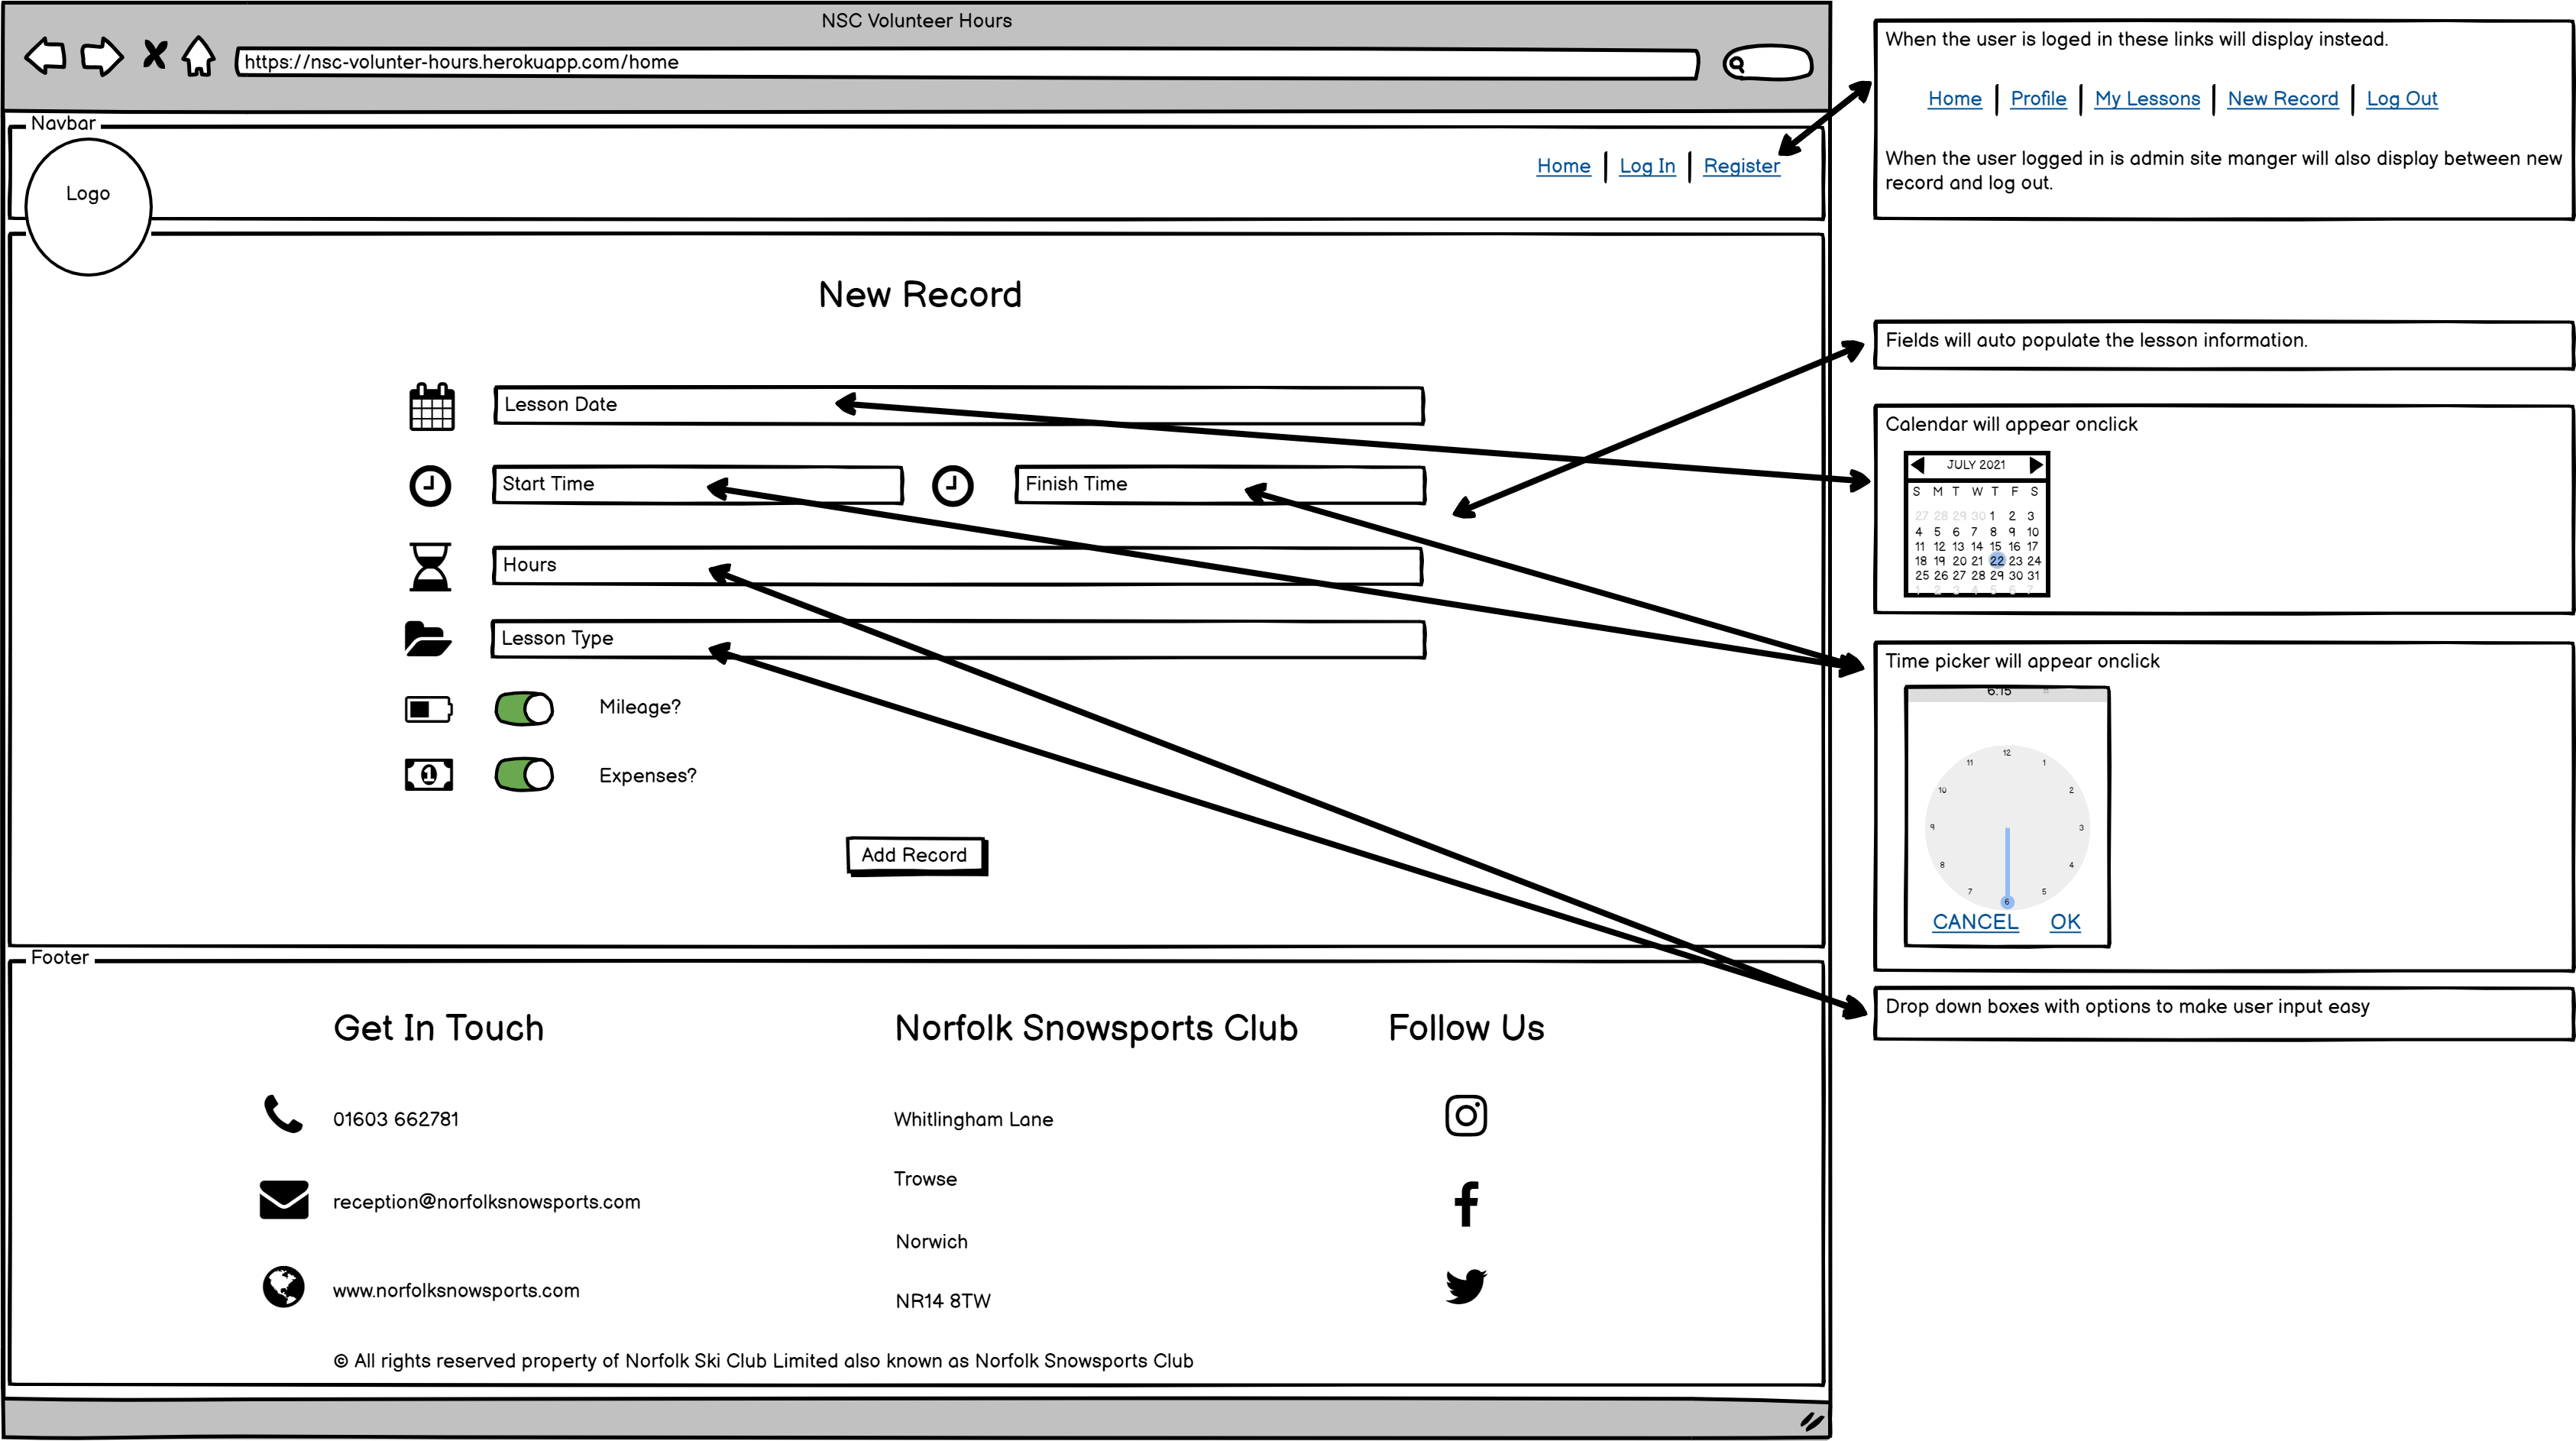 NSC Volunteer Hours
https://nsc-volunter-hours.herokuapp.com/home
Navbar
Logo
Home | Log In | Register
New Record
Lesson Date
Start Time
Finish Time
Hours
Lesson Type
Mileage?
Expenses?
Add Record
Footer
Get In Touch
01603 662781
reception@norfolksnowsports.com
www.norfolksnowsports.com
Norfolk Snowsports Club
Whitlingham Lane
Trowse
Norwich
NR14 8TW
Follow Us
© All rights reserved property of Norfolk Ski Club Limited also known as Norfolk Snowsports Club
When the user is loged in these links will display instead.
Home | Profile | My Lessons | New Record | Log Out
When the user logged in is admin site manger will also display between new
record and log out.
Fields will auto populate the lesson information.
Calendar will appear onclick
JULY 2021
S M T W T F S
27 28 29 30 1 2 3
4 5 6 7 8 9 10
11 12 13 14 15 16 17
18 19 20 21 22 23 24
25 26 27 28 29 30 31
1 2 3 4 5 6 7
Time picker will appear onclick
6:15
12
11 1
10 2
9 3
8 4
7 5
6
CANCEL OK
Drop down boxes with options to make user input easy